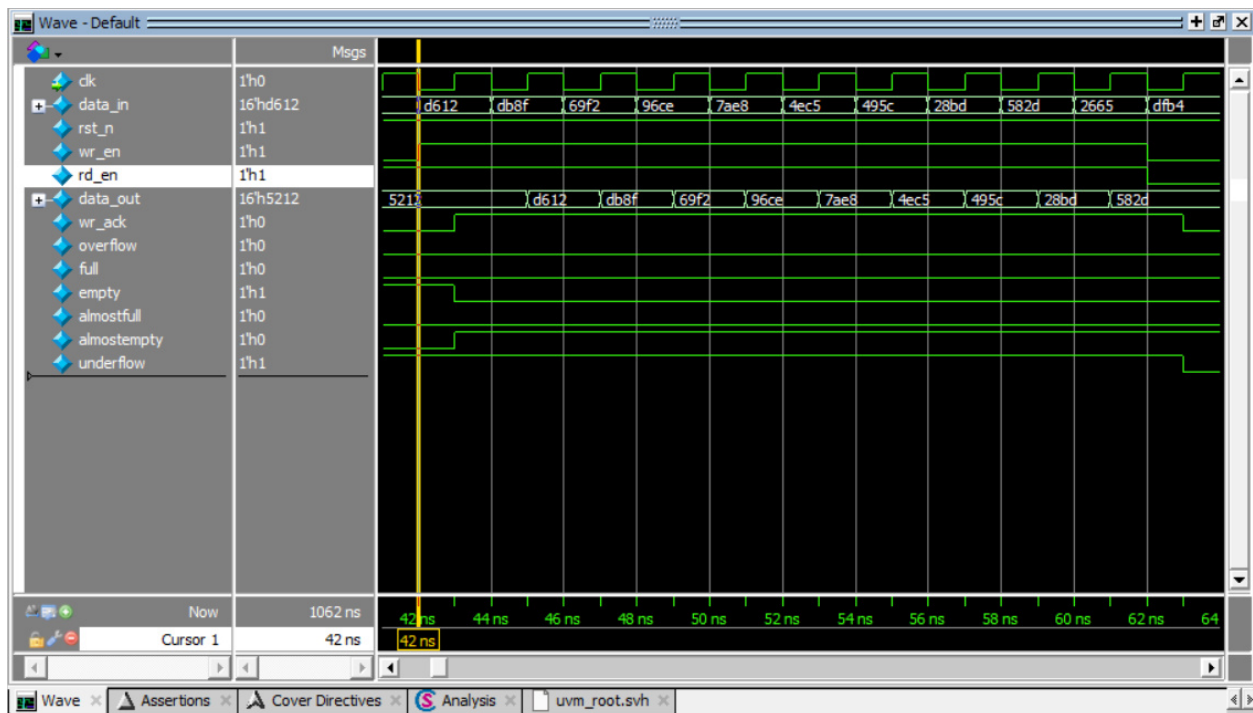 Wave - Default
Msgs
clk 1'h0
data_in 16'hd612 d612 db8f 69f2 96ce 7ae8 4ec5 495c 28bd 582d 2665 dfb4
rst_n 1'h1
wr_en 1'h1
rd_en 1'h1
data_out 16'h5212 5212 d612 db8f 69f2 96ce 7ae8 4ec5 495c 28bd 582d
wr_ack 1'h0
overflow 1'h0
full 1'h0
empty 1'h1
almostfull 1'h0
almostempty 1'h0
underflow 1'h1
Now 1062 ns 42 ns 44 ns 46 ns 48 ns 50 ns 52 ns 54 ns 56 ns 58 ns 60 ns 62 ns 64
Cursor 1 42 ns 42 ns
Wave Assertions Cover Directives Analysis uvm_root.svh